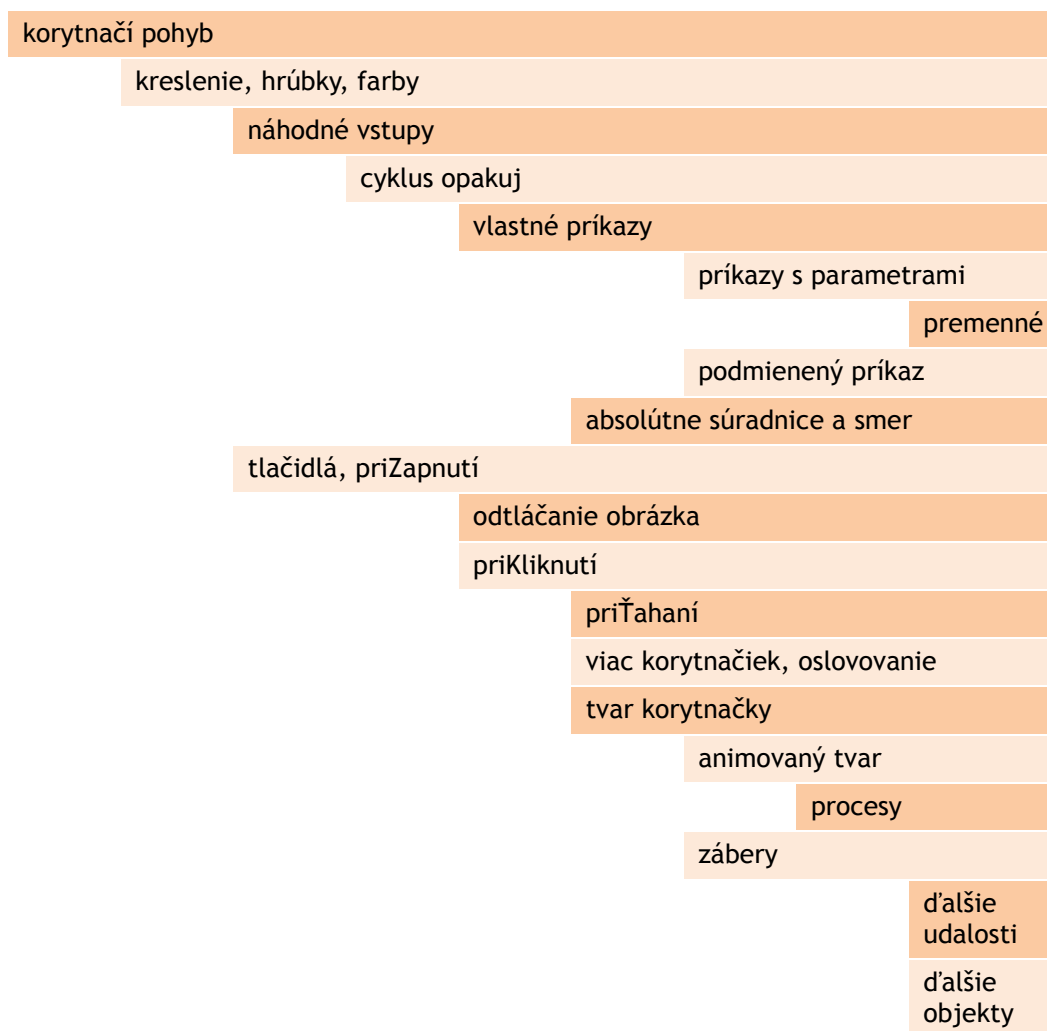 korytnačí pohyb
kreslenie, hrúbky, farby
náhodné vstupy
cyklus opakuj
vlastné príkazy
príkazy s parametrami
premenné
podmienený príkaz
absolútne súradnice a smer
tlačidlá, priZapnutí
odtláčanie obrázka
priKliknutí
priŤahaní
viac korytnačiek, oslovovanie
tvar korytnačky
animovaný tvar
procesy
zábery
ďalšie
udalosti
ďalšie
objekty